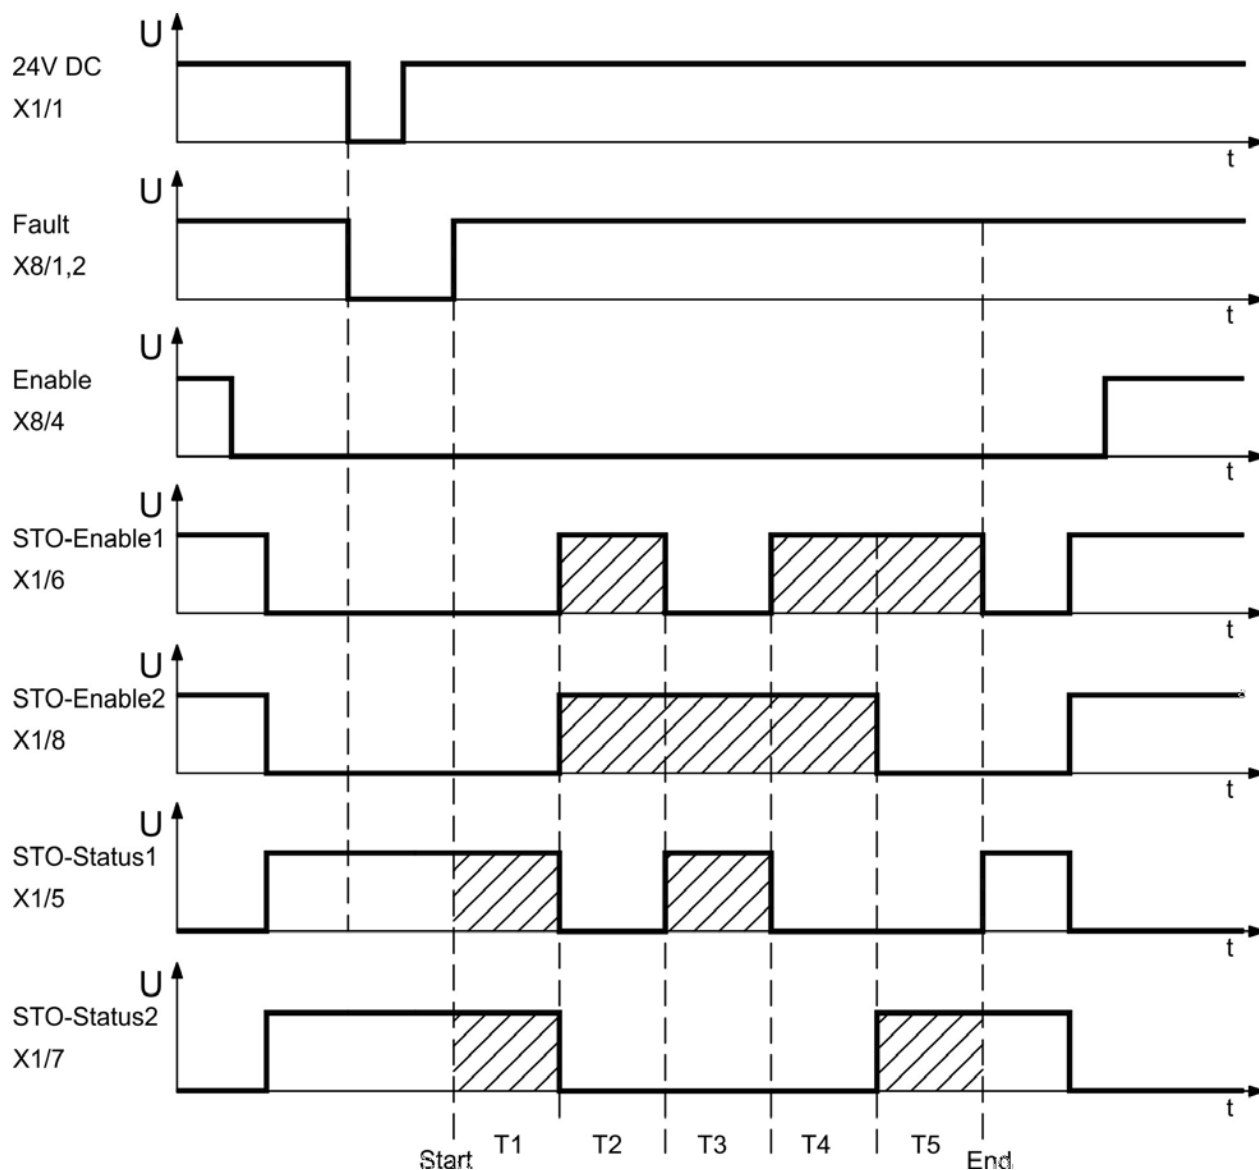 U
24V DC
X1/1
t
U
Fault
X8/1,2
t
U
Enable
X8/4
t
U
STO-Enable1
X1/6
t
U
STO-Enable2
X1/8
t
U
STO-Status1
X1/5
t
U
STO-Status2
X1/7
t
T1 T2 T3 T4 T5
Start End